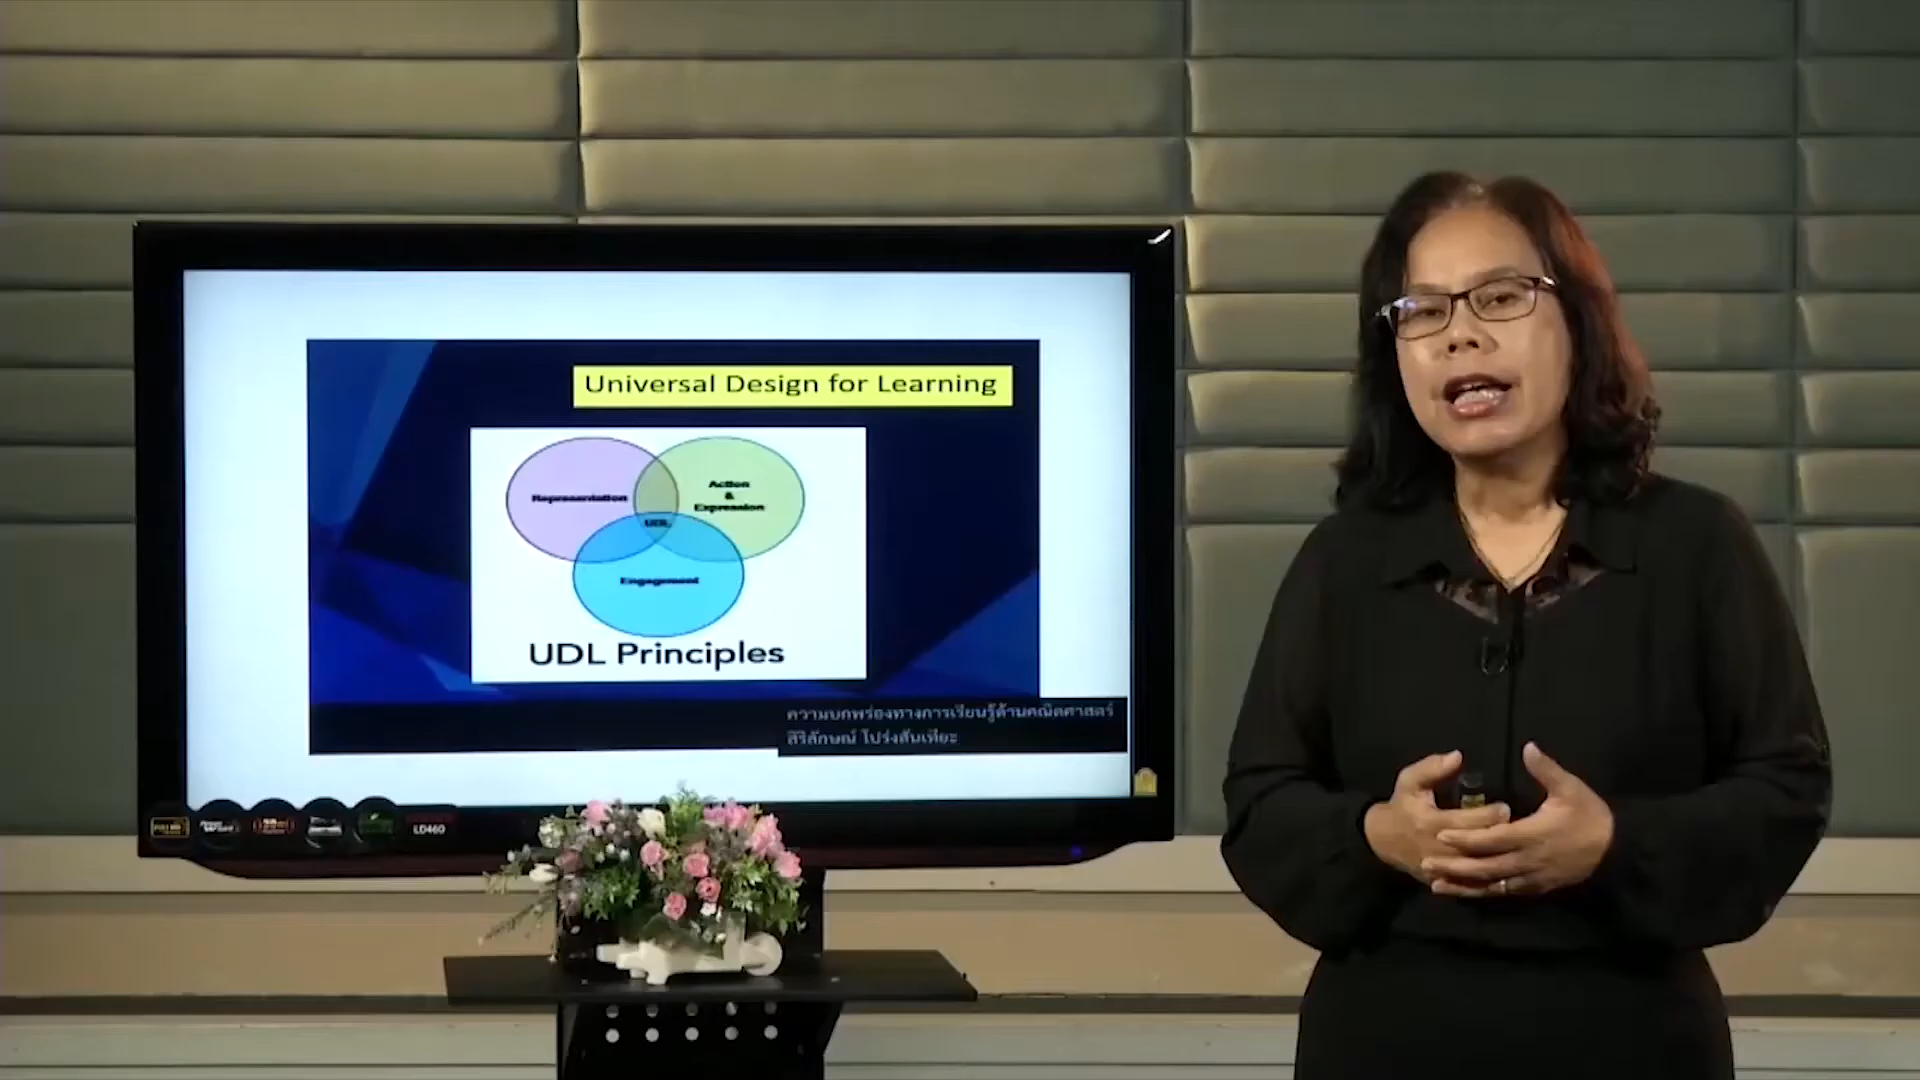 Universal Design for Learning
Representation
Action
&
Expression
UDL
Engagement
UDL Principles
ความบกพร่องทางการเรียนรู้ด้านคณิตศาสตร์
สิริลักษณ์ โปร่งสันเทียะ
LD460